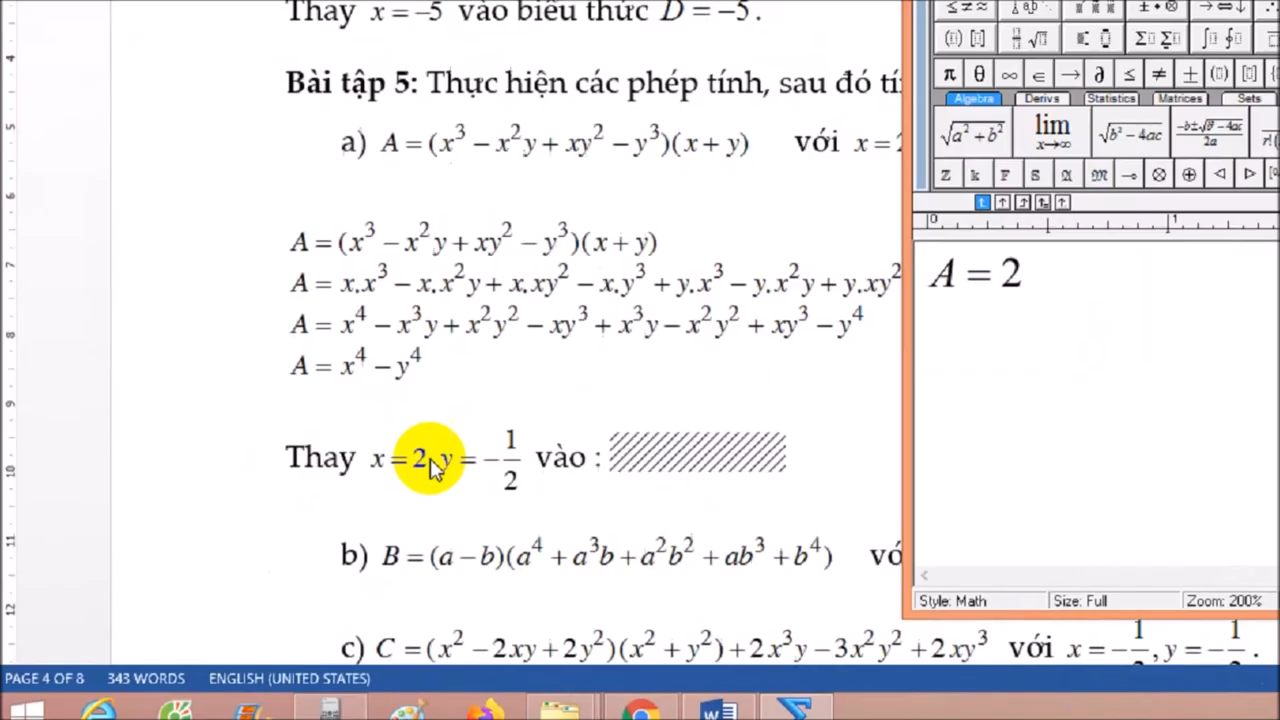 Thay x = −5 vào biểu thức D = −5.
Bài tập 5: Thực hiện các phép tính, sau đó tí
a) A = (x³ − x²y + xy² − y³)(x + y) với x = 2
A = (x³ − x²y + xy² − y³)(x + y)
A = x.x³ − x.x²y + x.xy² − x.y³ + y.x³ − y.x²y + y.xy²
A = x⁴ − x³y + x²y² − xy³ + x³y − x²y² + xy³ − y⁴
A = x⁴ − y⁴
Thay x = 2, y = −1/2 vào :
b) B = (a − b)(a⁴ + a³b + a²b² + ab³ + b⁴) vớ
c) C = (x² − 2xy + 2y²)(x² + y²) + 2x³y − 3x²y² + 2xy³ với x = −1/2, y = −1/2.
Algebra Derivs Statistics Matrices Sets
A = 2
Style: Math Size: Full Zoom: 200%
PAGE 4 OF 8 343 WORDS ENGLISH (UNITED STATES)